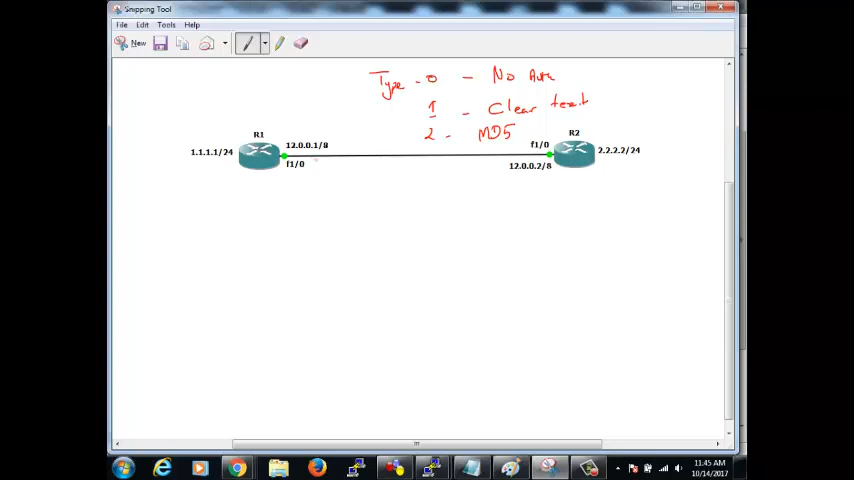 Snipping Tool
File Edit Tools Help
New
Type - 0 - No Auth
1 - Clear text
2 - MD5
R1
12.0.0.1/8
1.1.1.1/24
f1/0
R2
f1/0
2.2.2.2/24
12.0.0.2/8
11:45 AM
10/14/2017